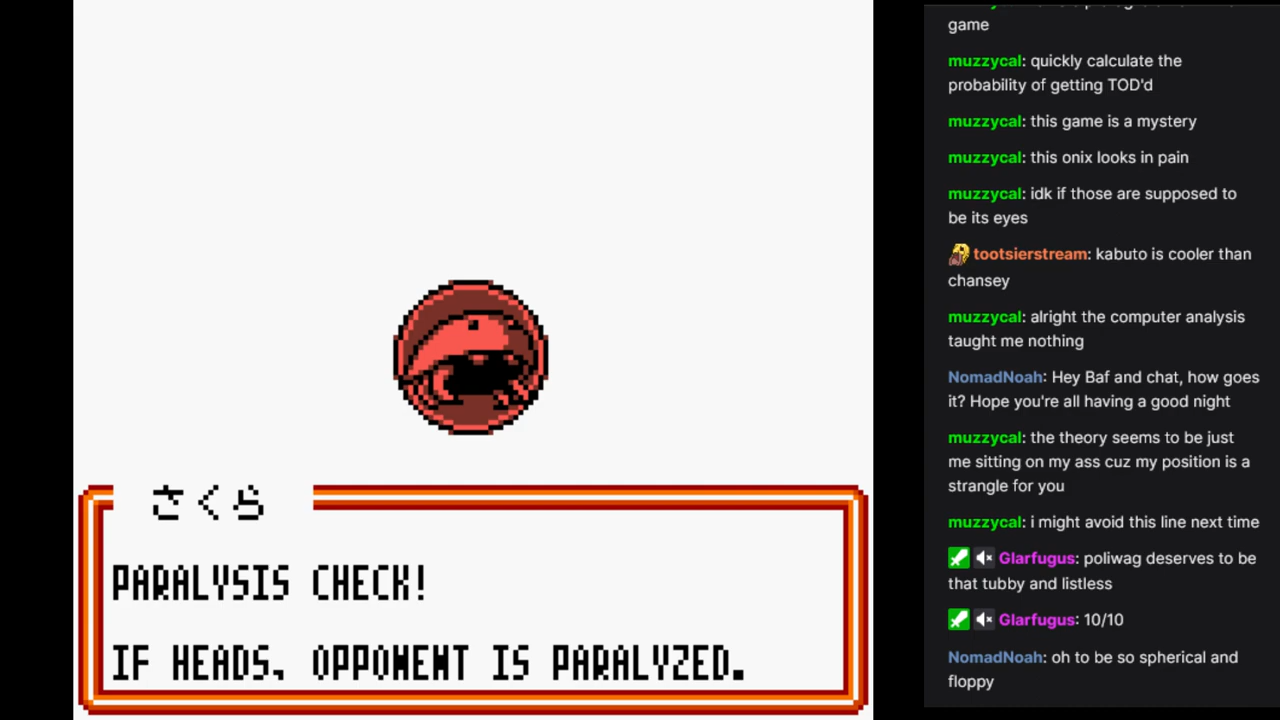 game
muzzycal: quickly calculate the
probability of getting TOD'd
muzzycal: this game is a mystery
muzzycal: this onix looks in pain
muzzycal: idk if those are supposed to
be its eyes
tootsierstream: kabuto is cooler than
chansey
muzzycal: alright the computer analysis
taught me nothing
NomadNoah: Hey Baf and chat, how goes
it? Hope you're all having a good night
muzzycal: the theory seems to be just
me sitting on my ass cuz my position is a
strangle for you
muzzycal: i might avoid this line next time
Glarfugus: poliwag deserves to be
that tubby and listless
Glarfugus: 10/10
NomadNoah: oh to be so spherical and
floppy
さくら
PARALYSIS CHECK!
IF HEADS, OPPONENT IS PARALYZED.